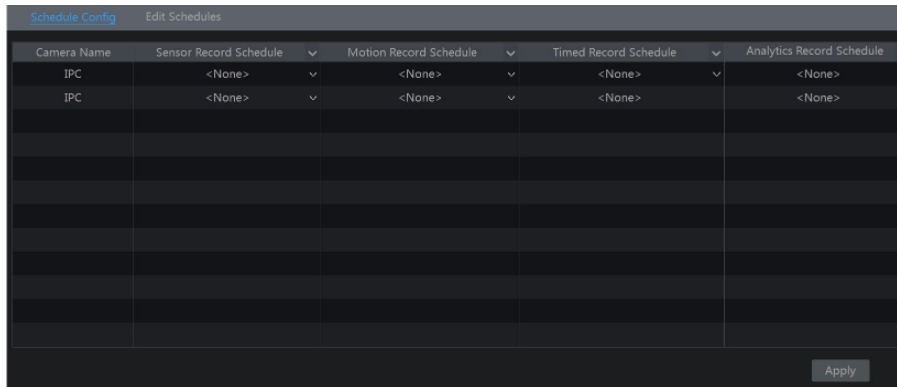 Schedule Config Edit Schedules
Camera Name Sensor Record Schedule Motion Record Schedule Timed Record Schedule Analytics Record Schedule
IPC <None> <None> <None> <None>
IPC <None> <None> <None> <None>
Apply